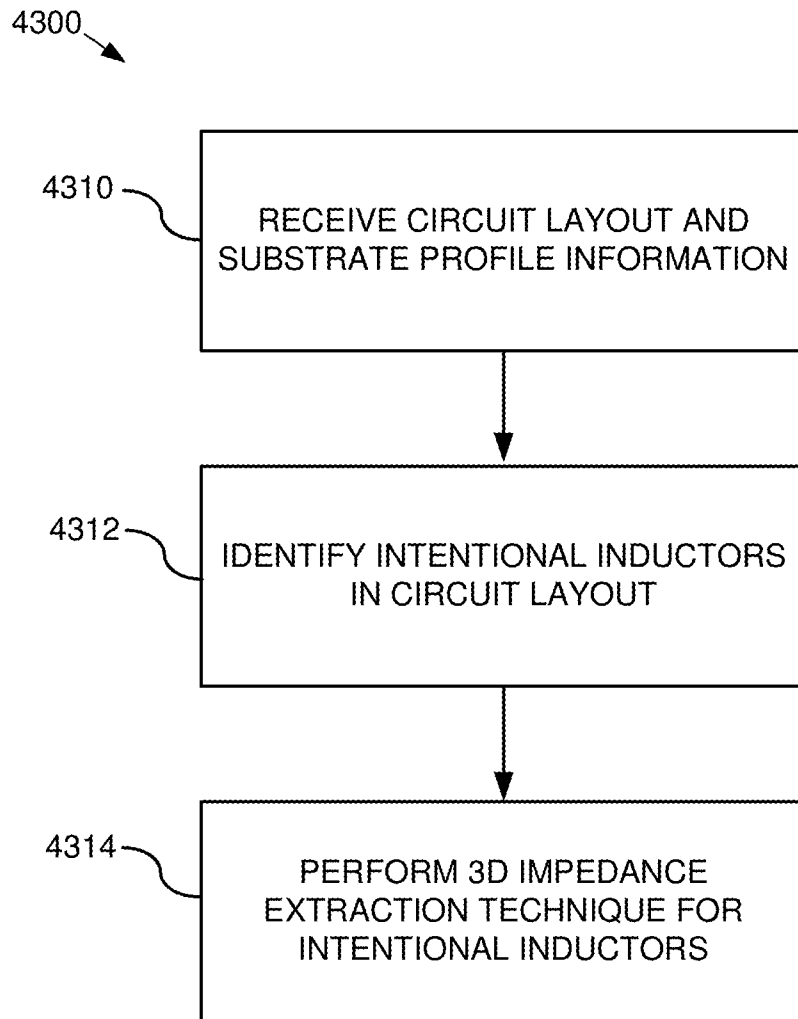 4300
4310
RECEIVE CIRCUIT LAYOUT AND
SUBSTRATE PROFILE INFORMATION
4312
IDENTIFY INTENTIONAL INDUCTORS
IN CIRCUIT LAYOUT
4314
PERFORM 3D IMPEDANCE
EXTRACTION TECHNIQUE FOR
INTENTIONAL INDUCTORS